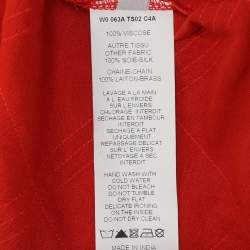 W0 063A TS02 C4A
100% VISCOSE
AUTRE TISSU
OTHER FABRIC
100% SOIE-SILK
CHAINE-CHAIN
100% LAITON-BRASS
LAVAGE A LA MAIN
A L' EAU FROIDE
SUR L' ENVERS
SECHAGE EN TAMBOUR
INTERDIT
SECHAGE A PLAT
UNIQUEMENT
REPASSAGE DELICAT
SUR L' ENVERS
NETTOYAGE A SEC
INTERDIT
HAND WASH WITH
COLD WATER
DO NOT BLEACH
DO NOT TUMBLE
DRY FLAT
DELICATE IRONING
ON THE INSIDE
DO NOT DRY CLEAN
MADE IN INDIA